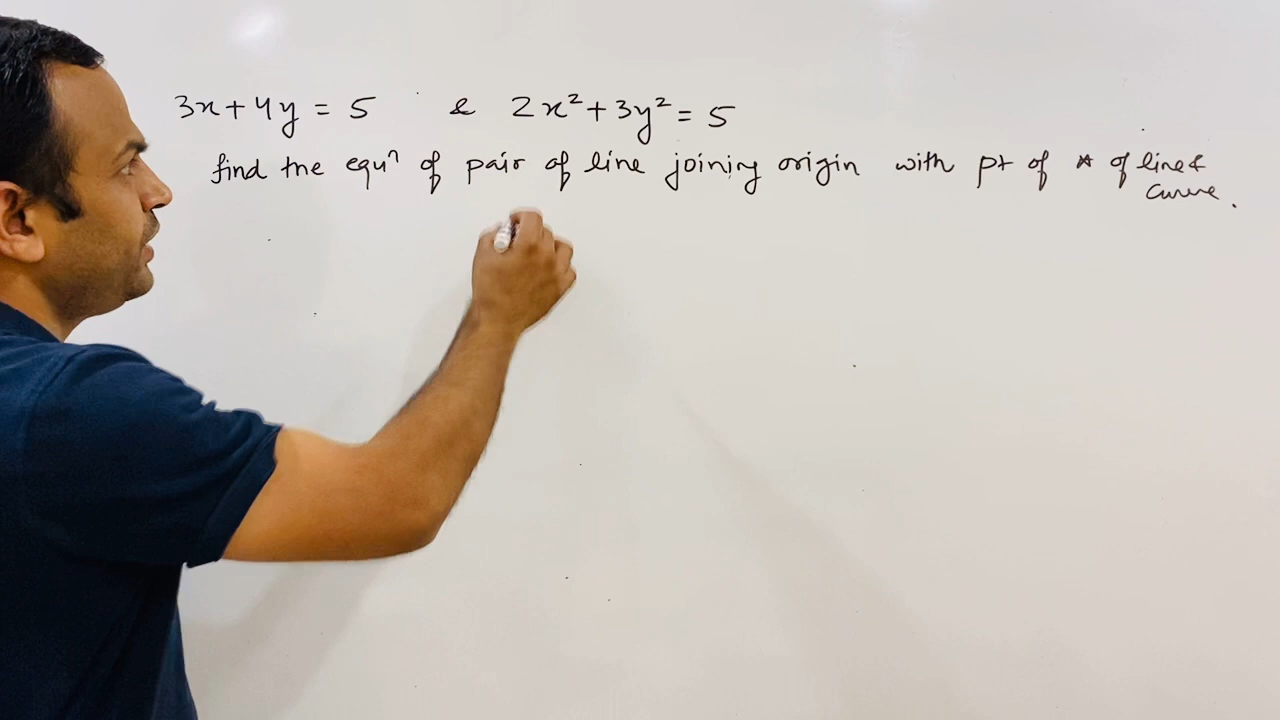 3x+4y = 5 & 2x²+3y² = 5
find the equⁿ of pair of line joining origin with pt of * of line &
curve.